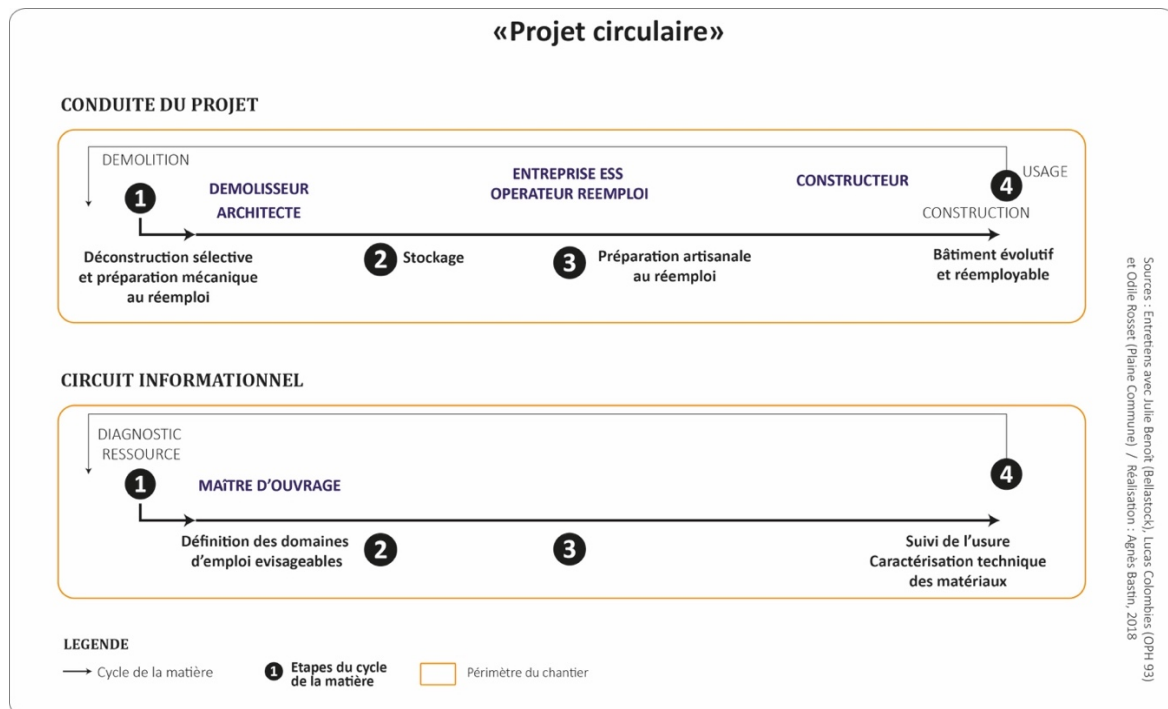 «Projet circulaire»
CONDUITE DU PROJET
DEMOLITION
1
DEMOLISSEUR
ARCHITECTE
ENTREPRISE ESS
OPERATEUR REEMPLOI
CONSTRUCTEUR
4
USAGE
CONSTRUCTION
Déconstruction sélective
et préparation mécanique
au réemploi
2
Stockage
3
Préparation artisanale
au réemploi
Bâtiment évolutif
et réemployable
CIRCUIT INFORMATIONNEL
DIAGNOSTIC
RESSOURCE
1
MAîTRE D'OUVRAGE
4
Définition des domaines
d'emploi evisageables
2
3
Suivi de l'usure
Caractérisation technique
des matériaux
LEGENDE
Cycle de la matière
1
Etapes du cycle
de la matière
Périmètre du chantier
Sources : Entretiens avec Julie Benoît (Bellastock), Lucas Colombies (OPH 93)
et Odile Rosset (Plaine Commune) / Réalisation : Agnès Bastin, 2018